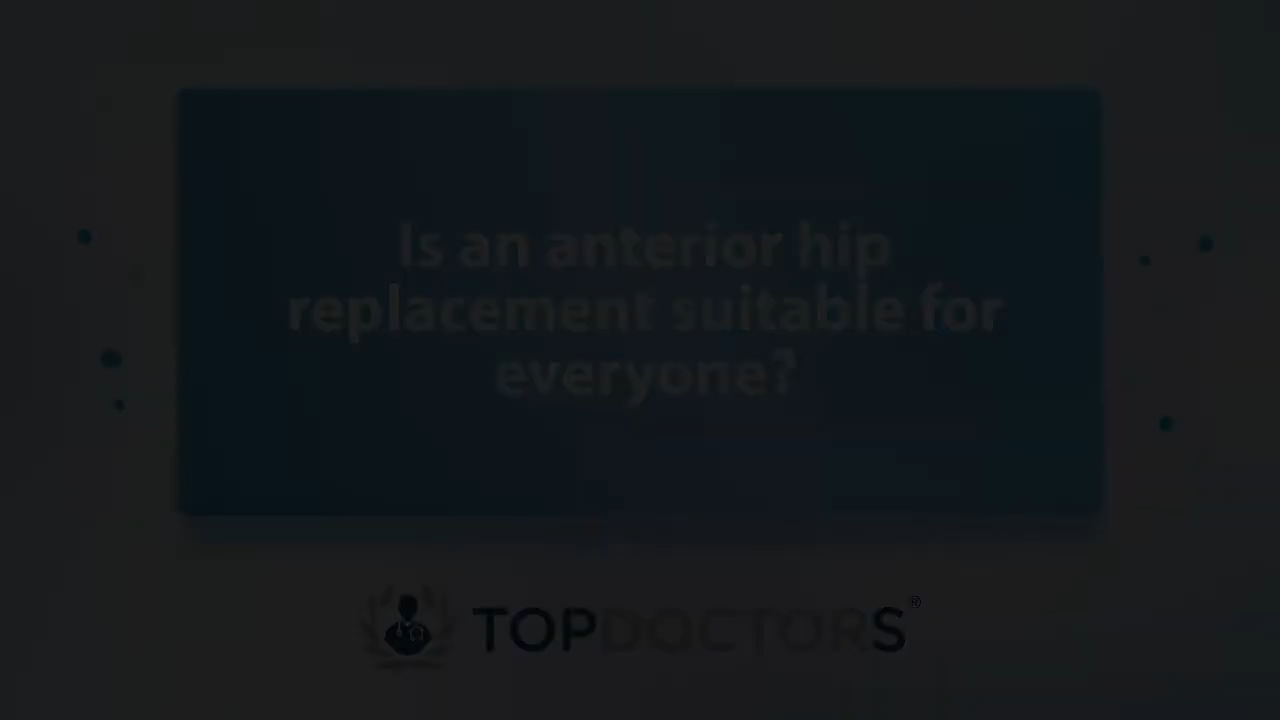 Is an anterior hip
replacement suitable for
everyone?
TOPDOCTORS®